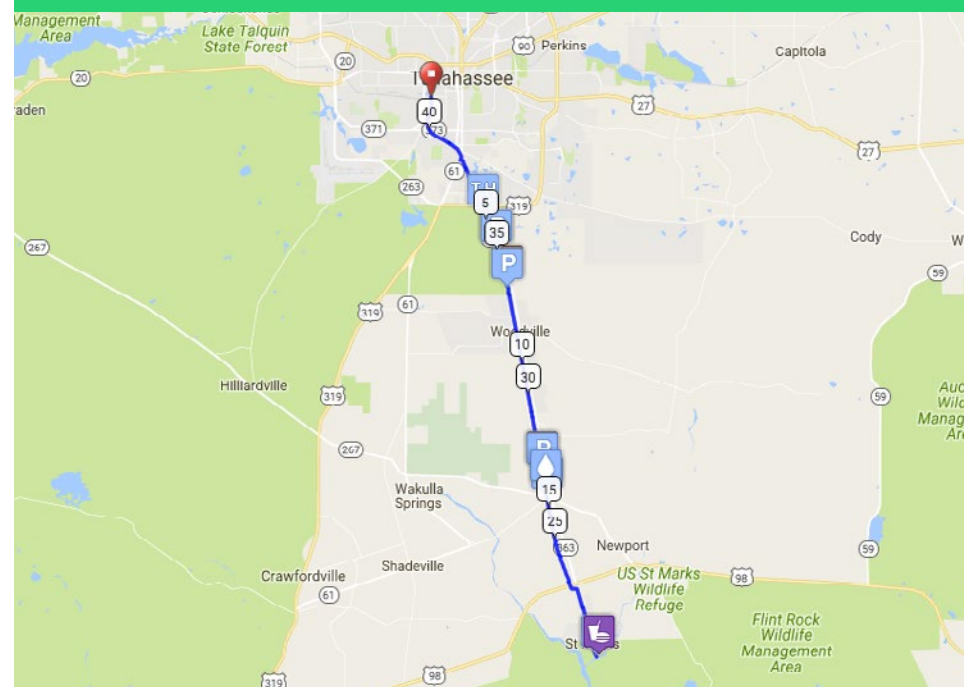 Management
Area
Lake Talquin
State Forest
90
Perkins
Capitola
20
20
27
371
373
40
27
61
5
263
319
35
267
Cody
59
P
61
319
10
30
Hilliardville
319
59
267
15
Wakulla
Springs
25
363
Newport
59
Shadeville
98
Crawfordville
US St Marks
Wildlife
Refuge
61
Flint Rock
Wildlife
Management
Area
98
319